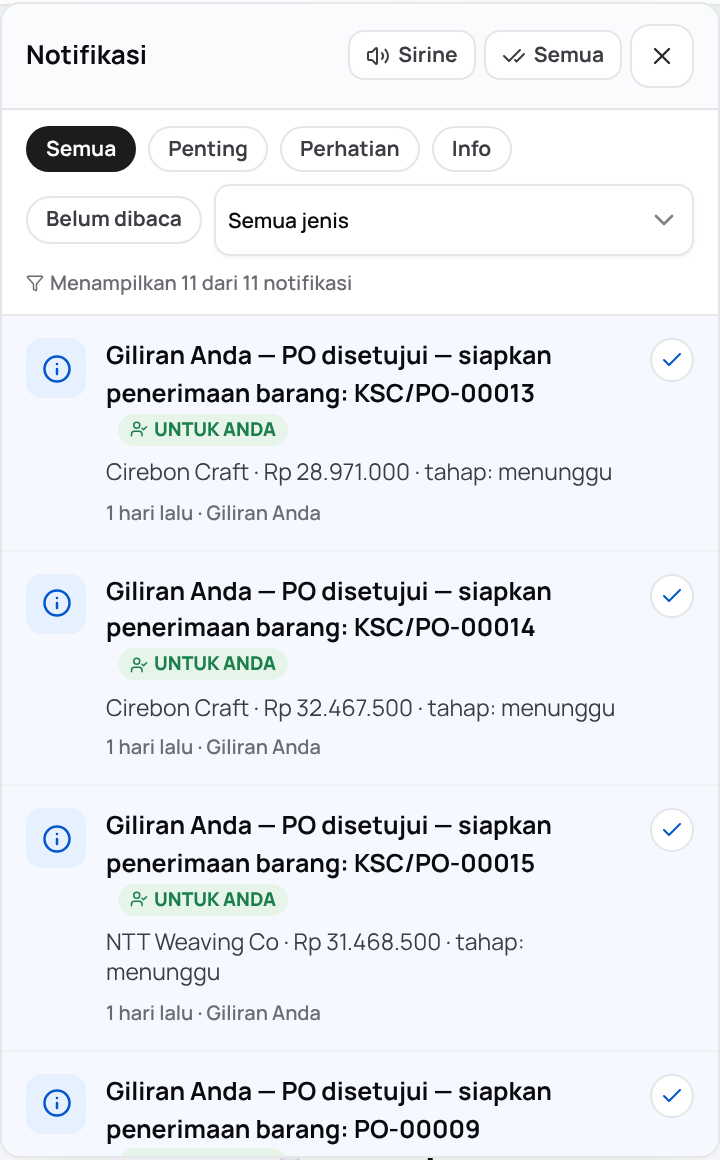 Notifikasi
Sirine
Semua
Semua
Penting
Perhatian
Info
Belum dibaca
Semua jenis
Menampilkan 11 dari 11 notifikasi
Giliran Anda — PO disetujui — siapkan
penerimaan barang: KSC/PO-00013
UNTUK ANDA
Cirebon Craft · Rp 28.971.000 · tahap: menunggu
1 hari lalu · Giliran Anda
Giliran Anda — PO disetujui — siapkan
penerimaan barang: KSC/PO-00014
UNTUK ANDA
Cirebon Craft · Rp 32.467.500 · tahap: menunggu
1 hari lalu · Giliran Anda
Giliran Anda — PO disetujui — siapkan
penerimaan barang: KSC/PO-00015
UNTUK ANDA
NTT Weaving Co · Rp 31.468.500 · tahap:
menunggu
1 hari lalu · Giliran Anda
Giliran Anda — PO disetujui — siapkan
penerimaan barang: PO-00009